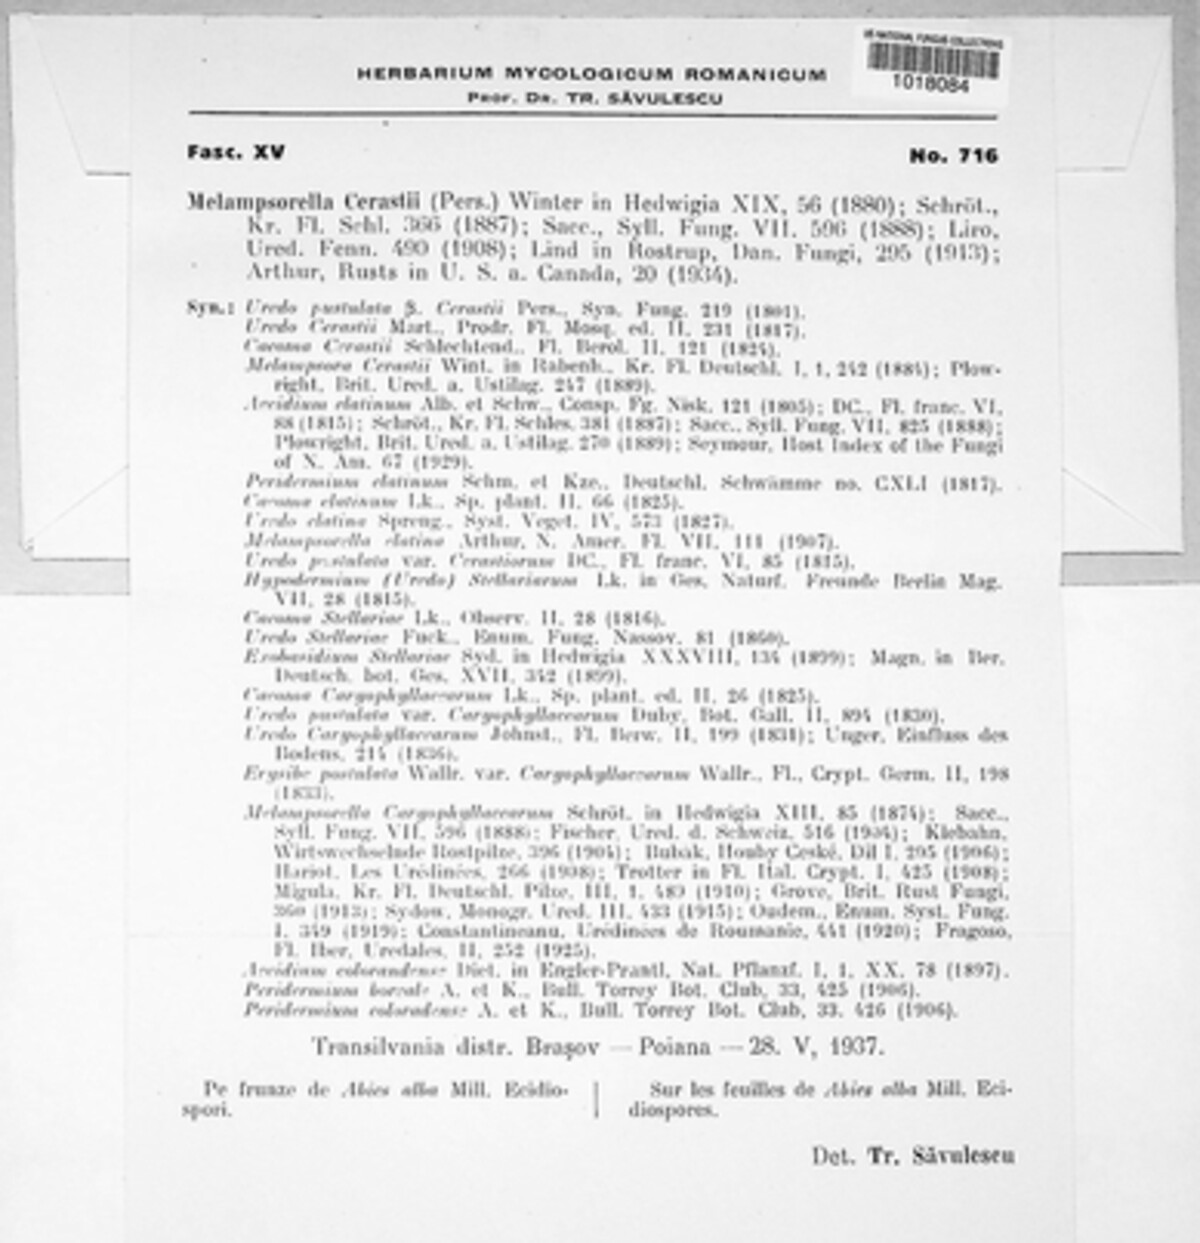 US NATIONAL FUNGUS COLLECTIONS
1018084
HERBARIUM MYCOLOGICUM ROMANICUM
PROF. DR. TR. SĂVULESCU
Fasc. XV
No. 716
Melampsorella Cerastii (Pers.) Winter in Hedwigia XIX, 56 (1880); Schröt.,
Kr. Fl. Schl. 366 (1887); Sacc., Syll. Fung. VII. 596 (1888); Liro,
Ured. Fenn. 490 (1908); Lind in Rostrup, Dan. Fungi, 295 (1913);
Arthur, Rusts in U. S. a. Canada, 20 (1934).
Syn.: Uredo pustulata β. Cerastii Pers., Syn. Fung. 219 (1801).
Uredo Cerastii Mart., Prodr. Fl. Mosq. ed. II, 231 (1817).
Caeoma Cerastii Schlechtend., Fl. Berol. II, 121 (1824).
Melampsora Cerastii Wint. in Rabenh., Kr. Fl. Deutschl. I, 1, 242 (1884); Plow-
right, Brit. Ured. a. Ustilag. 247 (1889).
Aecidium elatinum Alb. et Schw., Consp. Fg. Nisk. 121 (1805); DC., Fl. franc. VI,
88 (1815); Schröt., Kr. Fl. Schles. 381 (1887); Sacc., Syll. Fung. VII, 825 (1888);
Plowright, Brit. Ured. a. Ustilag. 270 (1889); Seymour, Host Index of the Fungi
of N. Am. 67 (1929).
Peridermium elatinum Schm. et Kze., Deutschl. Schwämme no. CXLI (1817).
Caeoma elatinum Lk., Sp. plant. II, 66 (1825).
Uredo elatina Spreng., Syst. Veget. IV, 573 (1827).
Melampsorella elatina Arthur, N. Amer. Fl. VII, 111 (1907).
Uredo pustulata var. Cerastiorum DC., Fl. franc. VI, 85 (1815).
Hypodermium (Uredo) Stellariarum Lk. in Ges. Naturf. Freunde Berlin Mag.
VII, 28 (1815).
Caeoma Stellariae Lk., Observ. II, 28 (1816).
Uredo Stellariae Fuck., Enum. Fung. Nassov. 81 (1860).
Exobasidium Stellariae Syd. in Hedwigia XXXVIII, 134 (1899); Magn. in Ber.
Deutsch. bot. Ges. XVII, 342 (1899).
Caeoma Caryophyllacearum Lk., Sp. plant. ed. II, 26 (1825).
Uredo pustulata var. Caryophyllacearum Duby, Bot. Gall. II, 894 (1830).
Uredo Caryophyllacearum Johnst., Fl. Berw. II, 199 (1831); Unger, Einfluss des
Bodens, 214 (1836).
Erysibe pustulata Wallr. var. Caryophyllacearum Wallr., Fl., Crypt. Germ. II, 198
(1833).
Melampsorella Caryophyllacearum Schröt. in Hedwigia XIII, 85 (1874); Sacc.,
Syll. Fung. VII, 596 (1888); Fischer, Ured. d. Schweiz, 516 (1904); Klebahn,
Wirtswechselnde Rostpilze, 396 (1904); Bubak, Houby České, Dil I, 205 (1906);
Hariot, Les Urédinées, 266 (1908); Trotter in Fl. Ital. Crypt. I, 425 (1908);
Migula, Kr. Fl. Deutschl. Pilze, III, 1, 489 (1910); Grove, Brit. Rust Fungi,
360 (1913); Sydow, Monogr. Ured. III, 433 (1915); Oudem., Enum. Syst. Fung.
I, 349 (1919); Constantineanu, Urédinées de Roumanie, 441 (1920); Fragoso,
Fl. Iber, Uredales, II, 252 (1925).
Aecidium colorandense Diet. in Engler-Prantl, Nat. Pflanzf. I, 1, XX, 78 (1897).
Peridermium boreale A. et K., Bull. Torrey Bot. Club, 33, 425 (1906).
Peridermium coloradense A. et K., Bull. Torrey Bot. Club, 33, 426 (1906).
Transilvania distr. Brașov — Poiana — 28. V, 1937.
Pe frunze de Abies alba Mill. Ecidio-
spori.
Sur les feuilles de Abies alba Mill. Eci-
diospores.
Det. Tr. Săvulescu